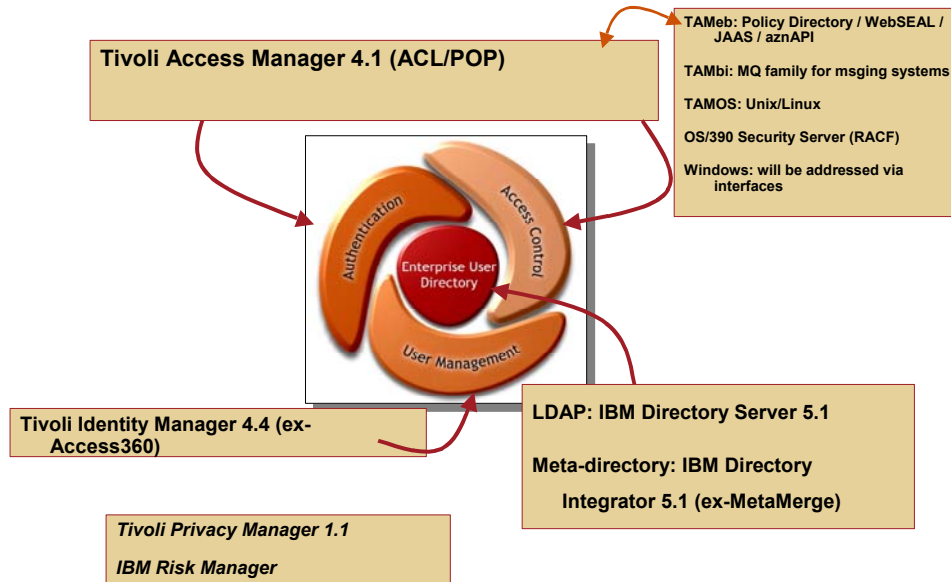 Tivoli Access Manager 4.1 (ACL/POP)
TAMeb: Policy Directory / WebSEAL /
JAAS / aznAPI
TAMbi: MQ family for msging systems
TAMOS: Unix/Linux
OS/390 Security Server (RACF)
Windows: will be addressed via
interfaces
Authentication
Access Control
Enterprise User
Directory
User Management
Tivoli Identity Manager 4.4 (ex-
Access360)
LDAP: IBM Directory Server 5.1
Meta-directory: IBM Directory
Integrator 5.1 (ex-MetaMerge)
Tivoli Privacy Manager 1.1
IBM Risk Manager